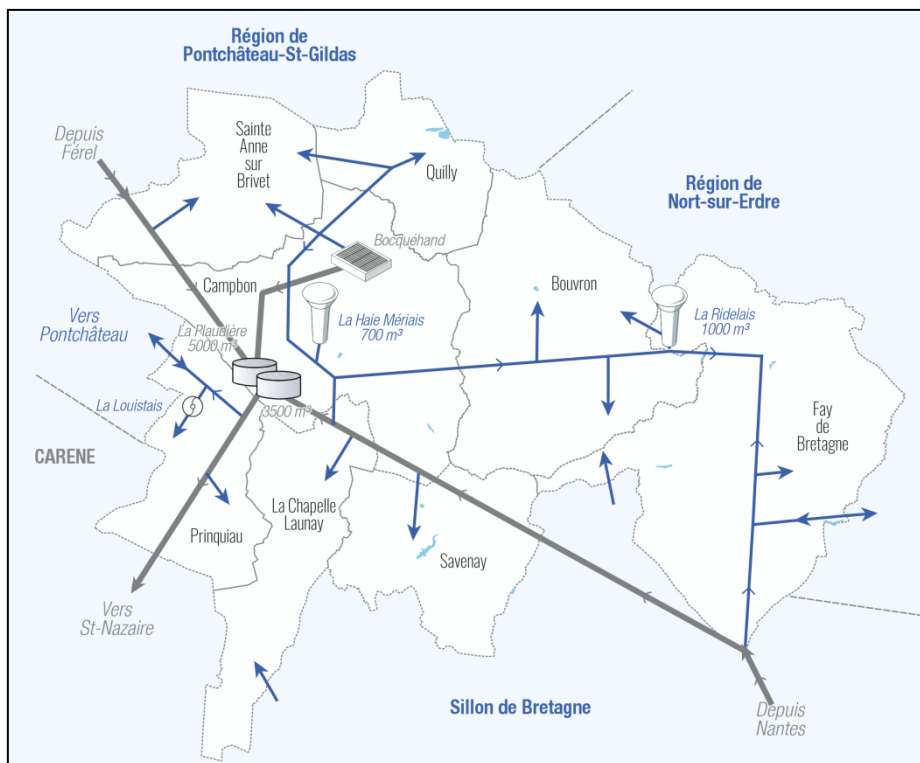 Région de
Pontchâteau-St-Gildas
Depuis
Férel
Sainte
Anne
sur
Brivet
Quilly
Région de
Nort-sur-Erdre
Bocquéhand
Campbon
Bouvron
Vers
Pontchâteau
La Plaudière
5000 m³
La Haie Mériais
700 m³
La Ridelais
1000 m³
La Louistais
3500 m³
Fay
de
Bretagne
CARENE
La Chapelle
Launay
Prinquiau
Savenay
Vers
St-Nazaire
Sillon de Bretagne
Depuis
Nantes